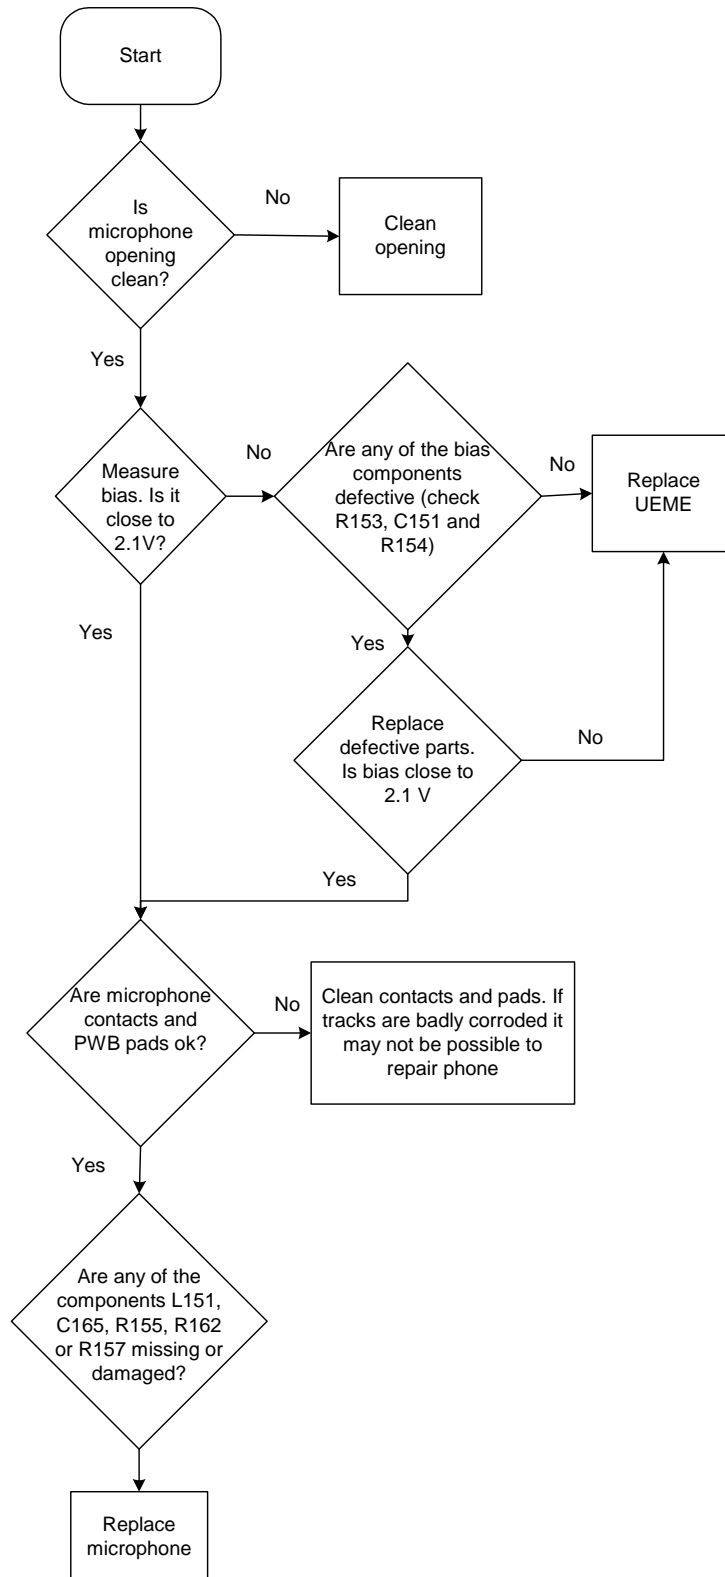 Start
Is
microphone
opening
clean?
No
Clean
opening
Yes
Measure
bias. Is it
close to
2.1V?
No
Are any of the bias
components
defective (check
R153, C151 and
R154)
No
Replace
UEME
Yes
Yes
Replace
defective parts.
Is bias close to
2.1 V
No
Yes
Are microphone
contacts and
PWB pads ok?
No
Clean contacts and pads. If
tracks are badly corroded it
may not be possible to
repair phone
Yes
Are any of the
components L151,
C165, R155, R162
or R157 missing or
damaged?
Replace
microphone